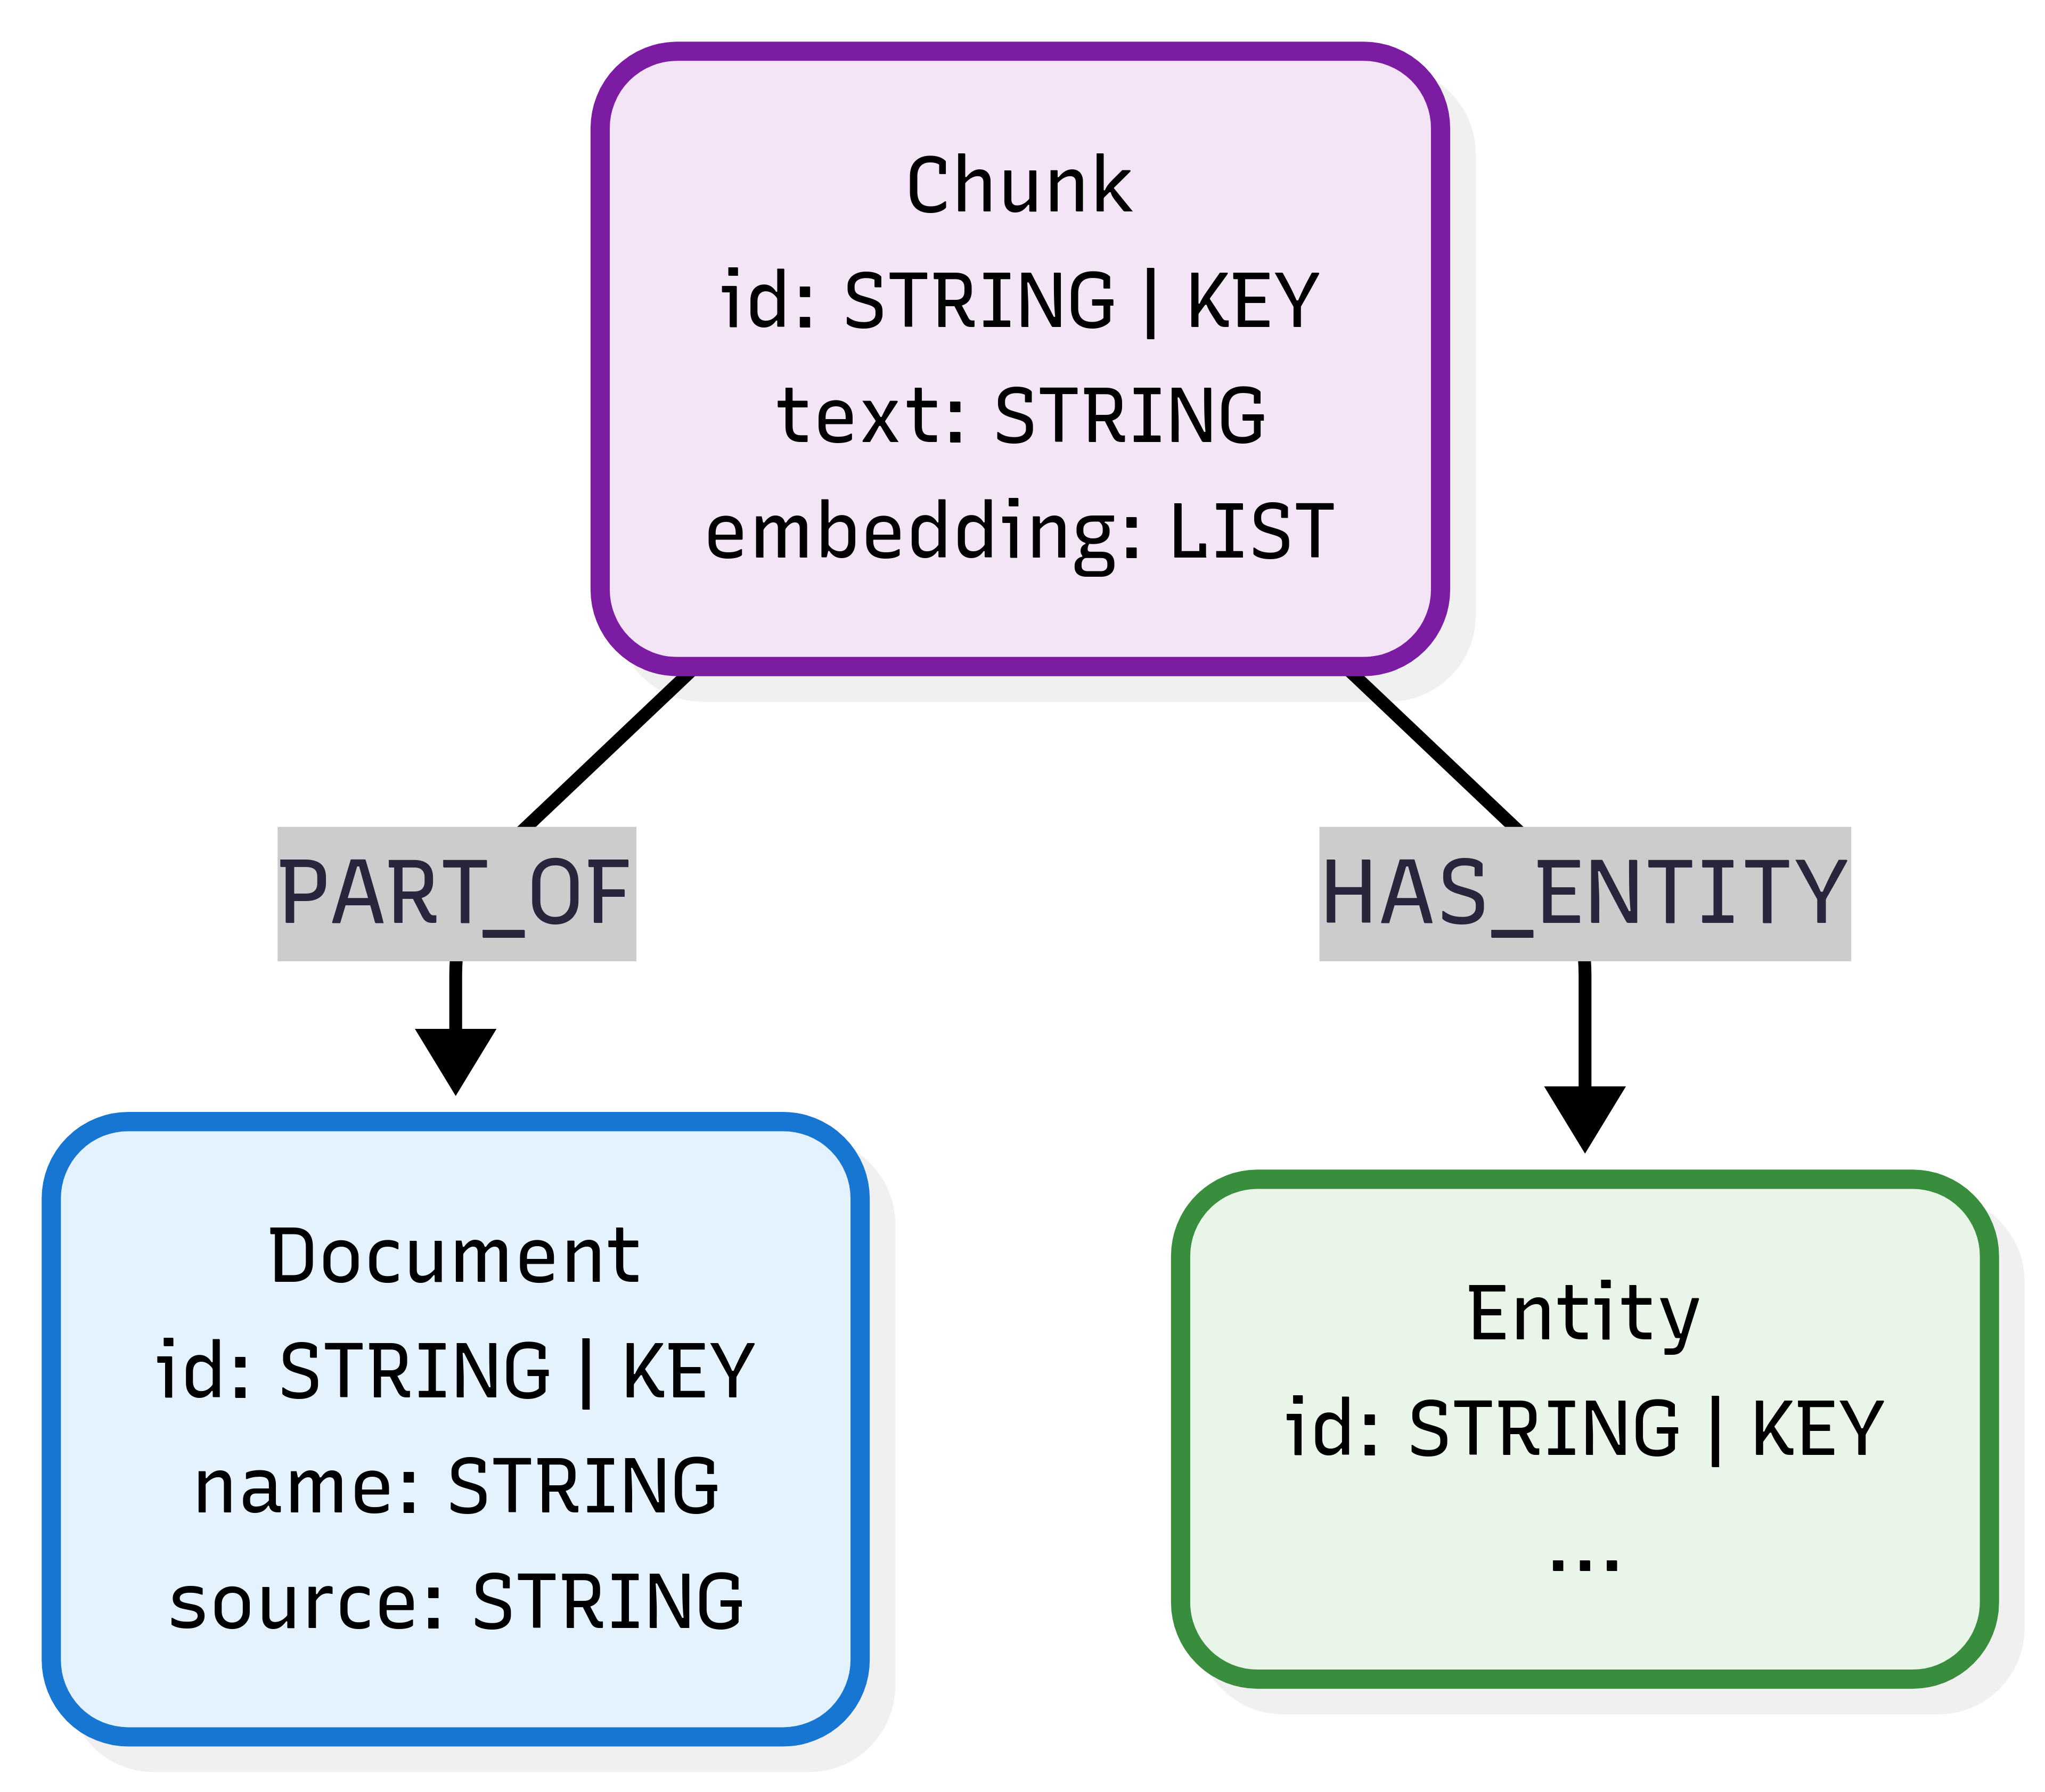 Chunk
id: STRING | KEY
text: STRING
embedding: LIST
PART_OF
HAS_ENTITY
Document
id: STRING | KEY
name: STRING
source: STRING
Entity
id: STRING | KEY
...